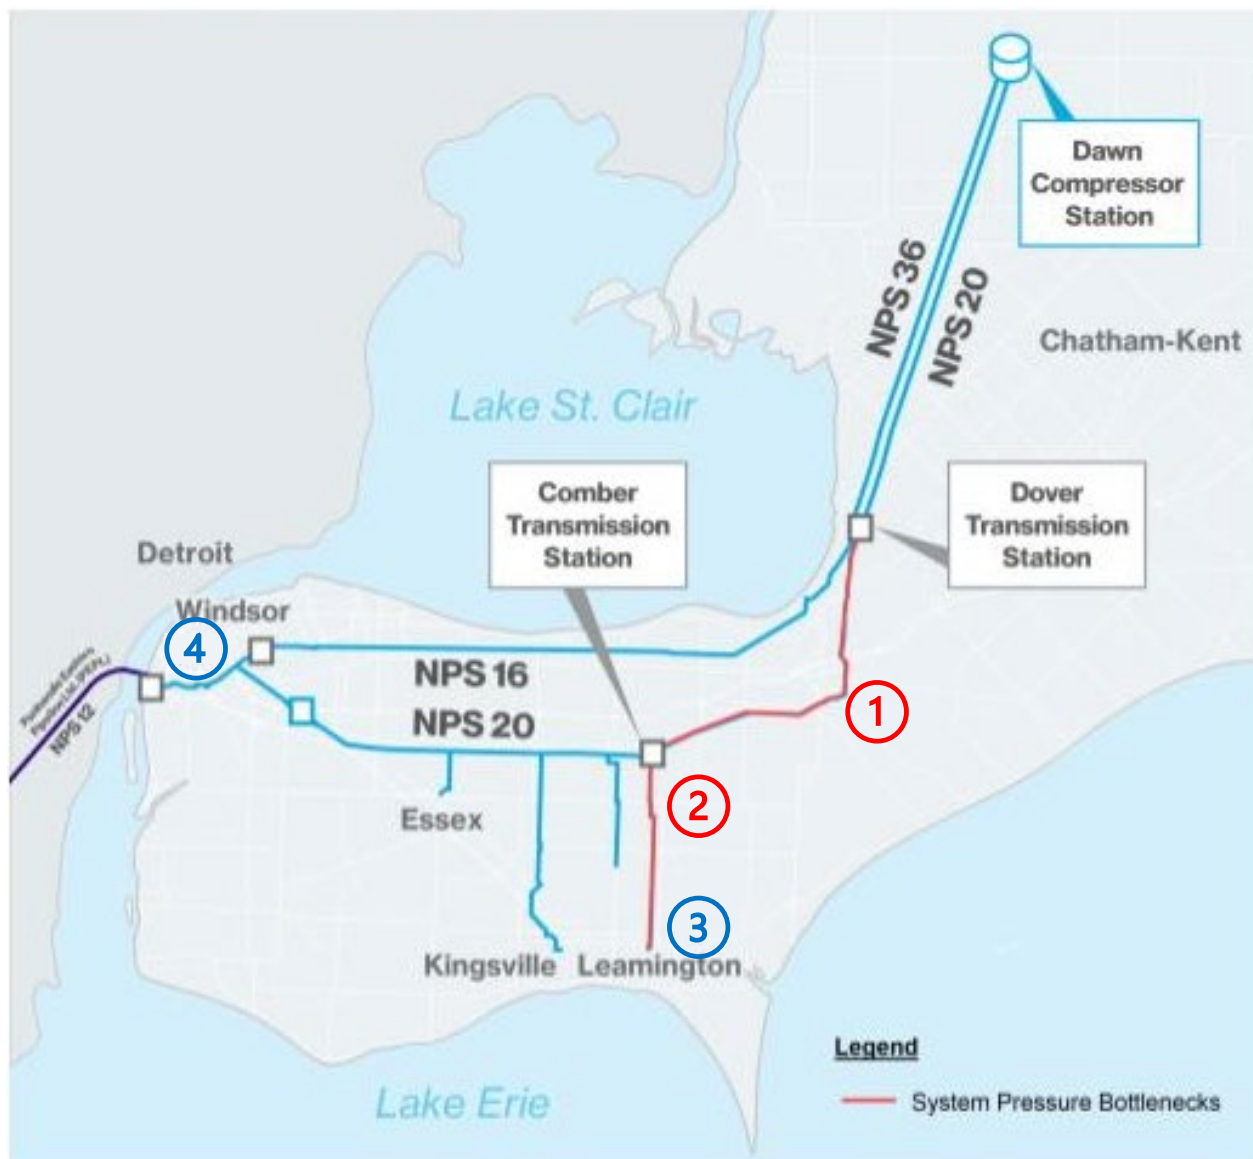 Dawn
Compressor
Station
NPS 36
NPS 20
Chatham-Kent
Lake St. Clair
Comber
Transmission
Station
Dover
Transmission
Station
Detroit
Windsor
4
NPS 16
NPS 20
NPS 12
1
2
Essex
3
Kingsville
Leamington
Legend
System Pressure Bottlenecks
Lake Erie